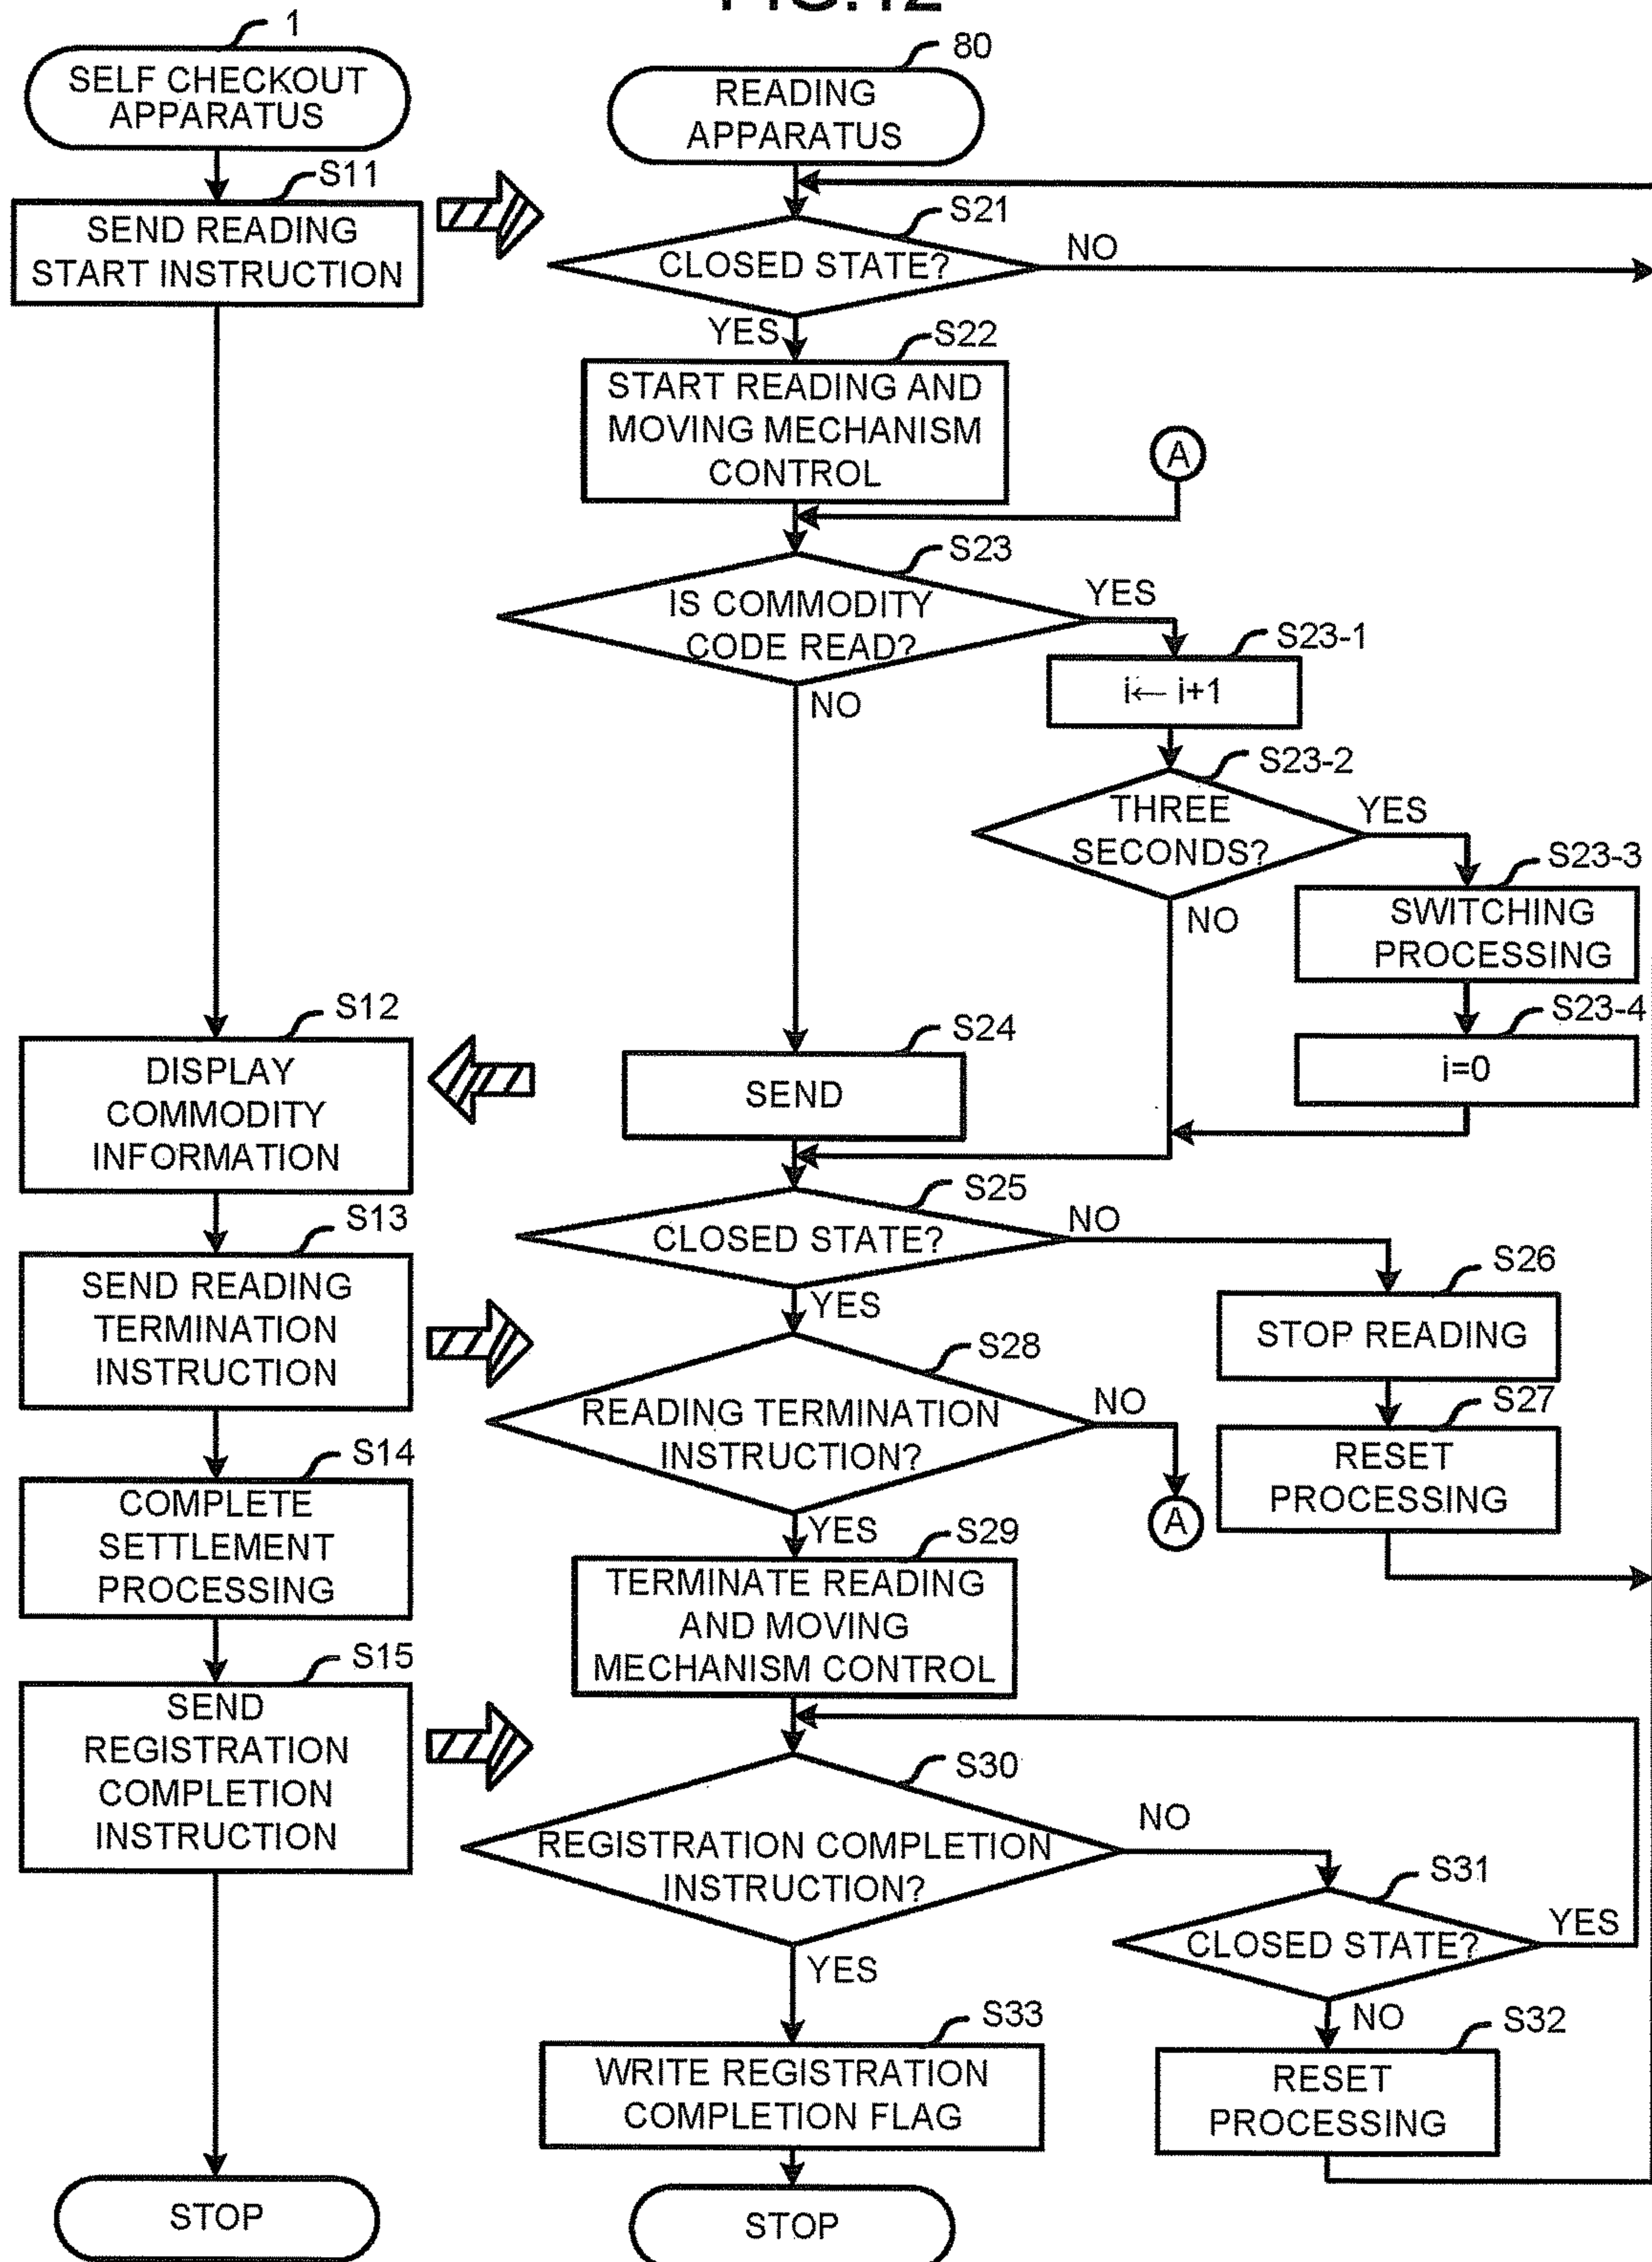 FIG.12
1
SELF CHECKOUT
APPARATUS
S11
SEND READING
START INSTRUCTION
S12
DISPLAY
COMMODITY
INFORMATION
S13
SEND READING
TERMINATION
INSTRUCTION
S14
COMPLETE
SETTLEMENT
PROCESSING
S15
SEND
REGISTRATION
COMPLETION
INSTRUCTION
STOP
80
READING
APPARATUS
S21
CLOSED STATE?
NO
YES
S22
START READING AND
MOVING MECHANISM
CONTROL
A
S23
IS COMMODITY
CODE READ?
YES
NO
S23-1
i← i+1
S23-2
THREE
SECONDS?
YES
NO
S23-3
SWITCHING
PROCESSING
S23-4
i=0
S24
SEND
S25
CLOSED STATE?
NO
YES
S26
STOP READING
S27
RESET
PROCESSING
S28
READING TERMINATION
INSTRUCTION?
NO
A
YES
S29
TERMINATE READING
AND MOVING
MECHANISM CONTROL
S30
REGISTRATION COMPLETION
INSTRUCTION?
NO
YES
S31
CLOSED STATE?
YES
NO
S32
RESET
PROCESSING
S33
WRITE REGISTRATION
COMPLETION FLAG
STOP